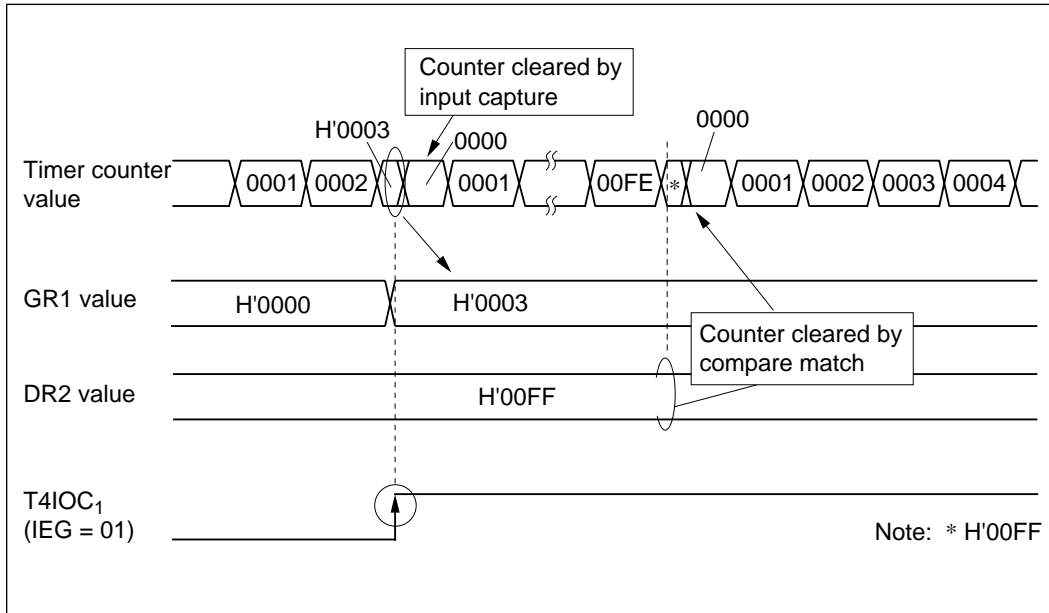 Counter cleared by
input capture
H'0003
0000
0000
Timer counter
value
0001 0002 0001 00FE * 0001 0002 0003 0004
GR1 value
H'0000
H'0003
Counter cleared by
compare match
DR2 value
H'00FF
T4IOC1
(IEG = 01)
Note: * H'00FF